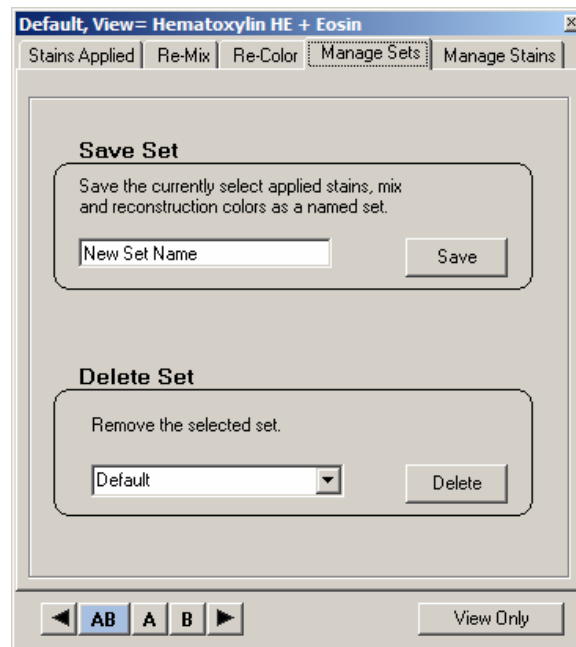 Default, View= Hematoxylin HE + Eosin
Stains Applied Re-Mix Re-Color Manage Sets Manage Stains
Save Set
Save the currently select applied stains, mix
and reconstruction colors as a named set.
New Set Name Save
Delete Set
Remove the selected set.
Default Delete
AB A B View Only